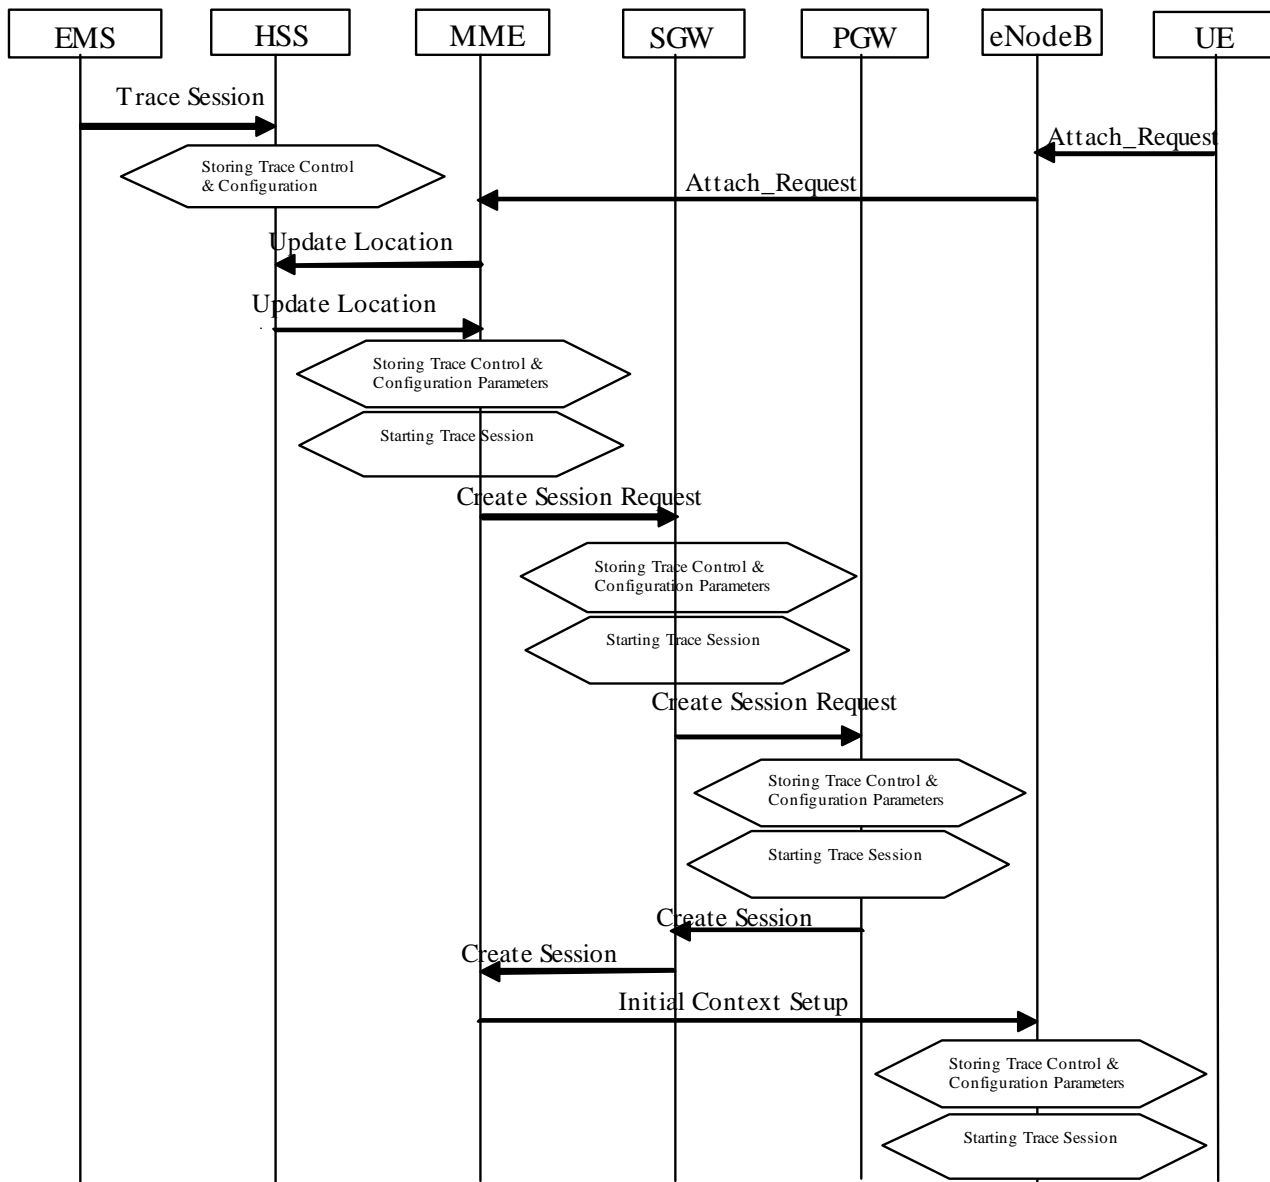 EMS
HSS
MME
SGW
PGW
eNodeB
UE
Trace Session
Attach_Request
Storing Trace Control
& Configuration
Attach_Request
Update Location
Update Location
Storing Trace Control &
Configuration Parameters
Starting Trace Session
Create Session Request
Storing Trace Control &
Configuration Parameters
Starting Trace Session
Create Session Request
Storing Trace Control &
Configuration Parameters
Starting Trace Session
Create Session
Create Session
Initial Context Setup
Storing Trace Control &
Configuration Parameters
Starting Trace Session